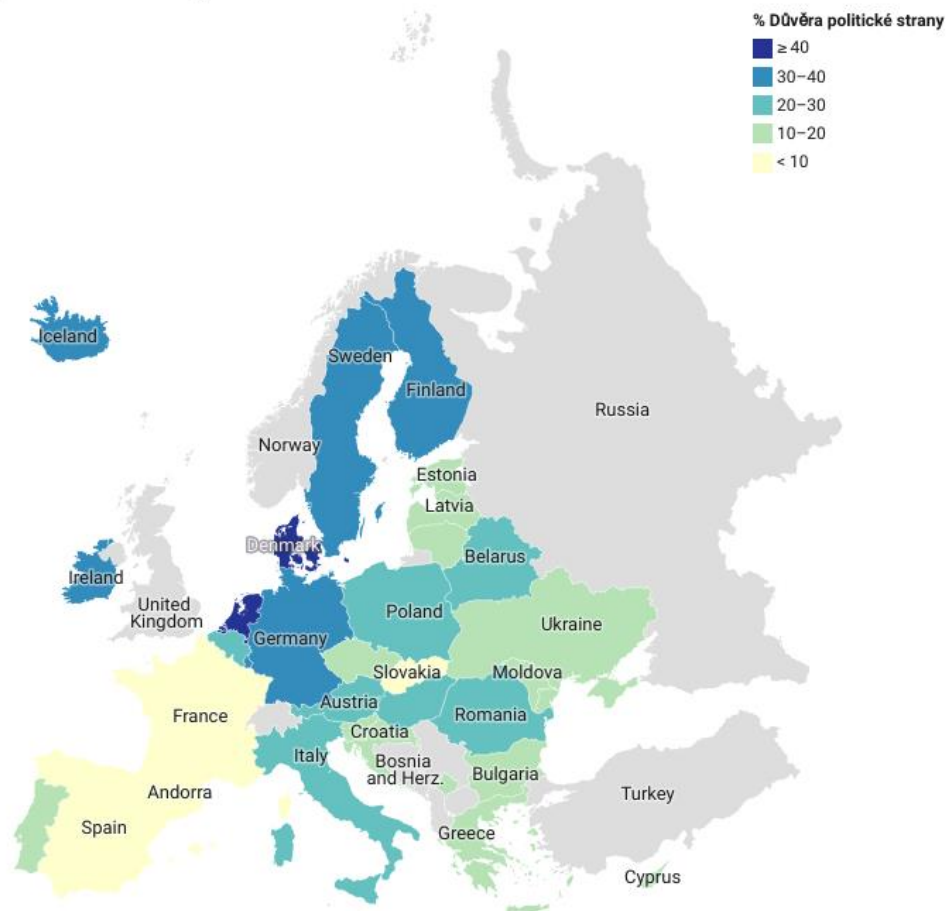 % Důvěra politické strany
≥ 40
30–40
20–30
10–20
< 10
Iceland
Sweden
Finland
Russia
Norway
Estonia
Latvia
Denmark
Belarus
Ireland
United
Kingdom
Poland
Ukraine
Germany
Slovakia
Moldova
Austria
France
Romania
Croatia
Italy
Bosnia
and Herz.
Bulgaria
Andorra
Turkey
Spain
Greece
Cyprus